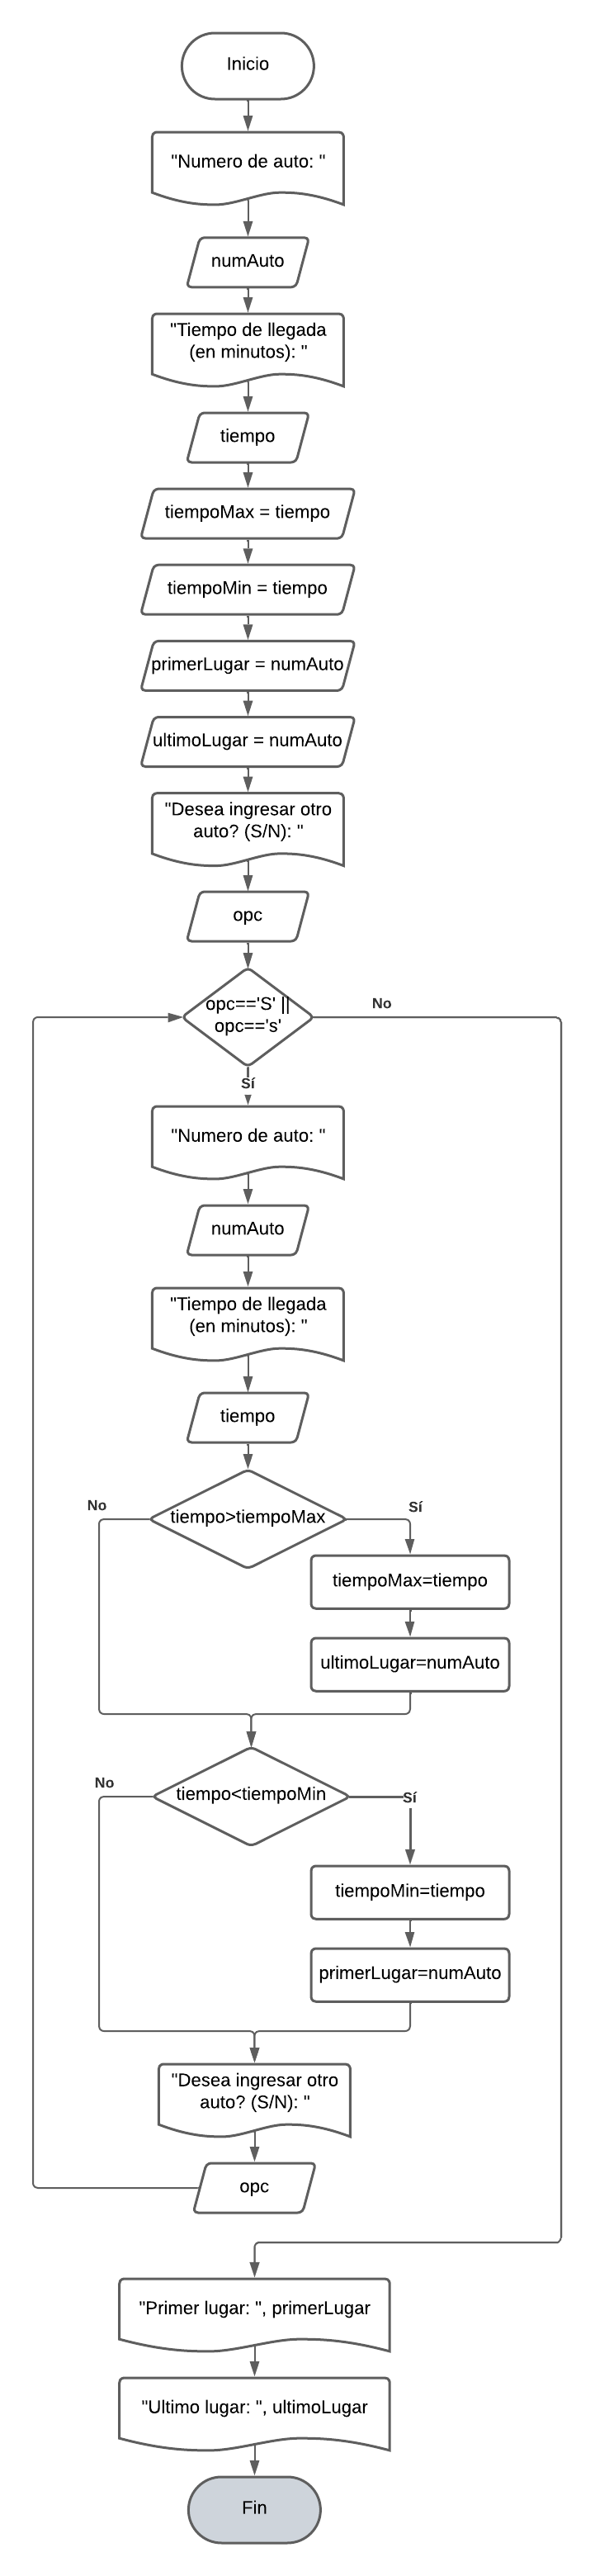 Inicio
"Numero de auto: "
numAuto
"Tiempo de llegada
(en minutos): "
tiempo
tiempoMax = tiempo
tiempoMin = tiempo
primerLugar = numAuto
ultimoLugar = numAuto
"Desea ingresar otro
auto? (S/N): "
opc
opc=='S' ||
opc=='s'
No
Sí
"Numero de auto: "
numAuto
"Tiempo de llegada
(en minutos): "
tiempo
No
tiempo>tiempoMax
Sí
tiempoMax=tiempo
ultimoLugar=numAuto
No
tiempo<tiempoMin
Sí
tiempoMin=tiempo
primerLugar=numAuto
"Desea ingresar otro
auto? (S/N): "
opc
"Primer lugar: ", primerLugar
"Ultimo lugar: ", ultimoLugar
Fin